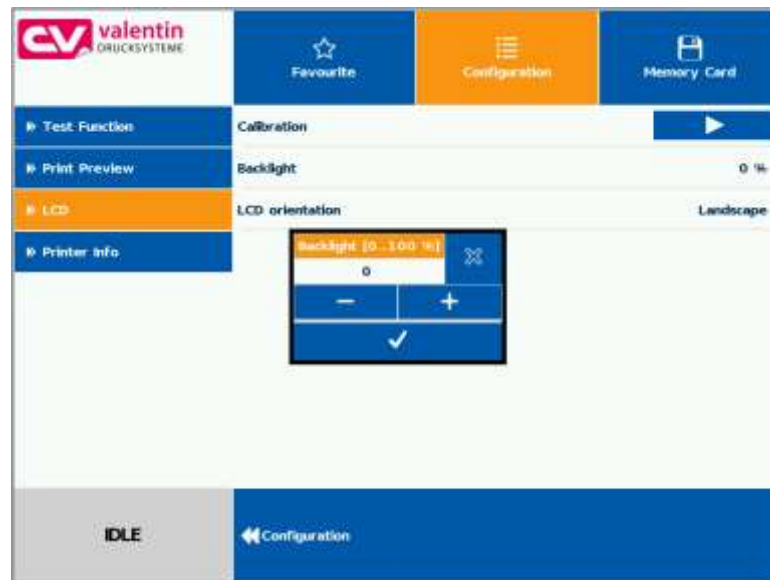 CV valentin
DRUCKSYSTEME
Favourite
Configuration
Memory Card
Test Function
Print Preview
LCD
Printer Info
Calibration
Backlight 0 %
LCD orientation Landscape
Backlight [0..100 %]
0
IDLE
Configuration